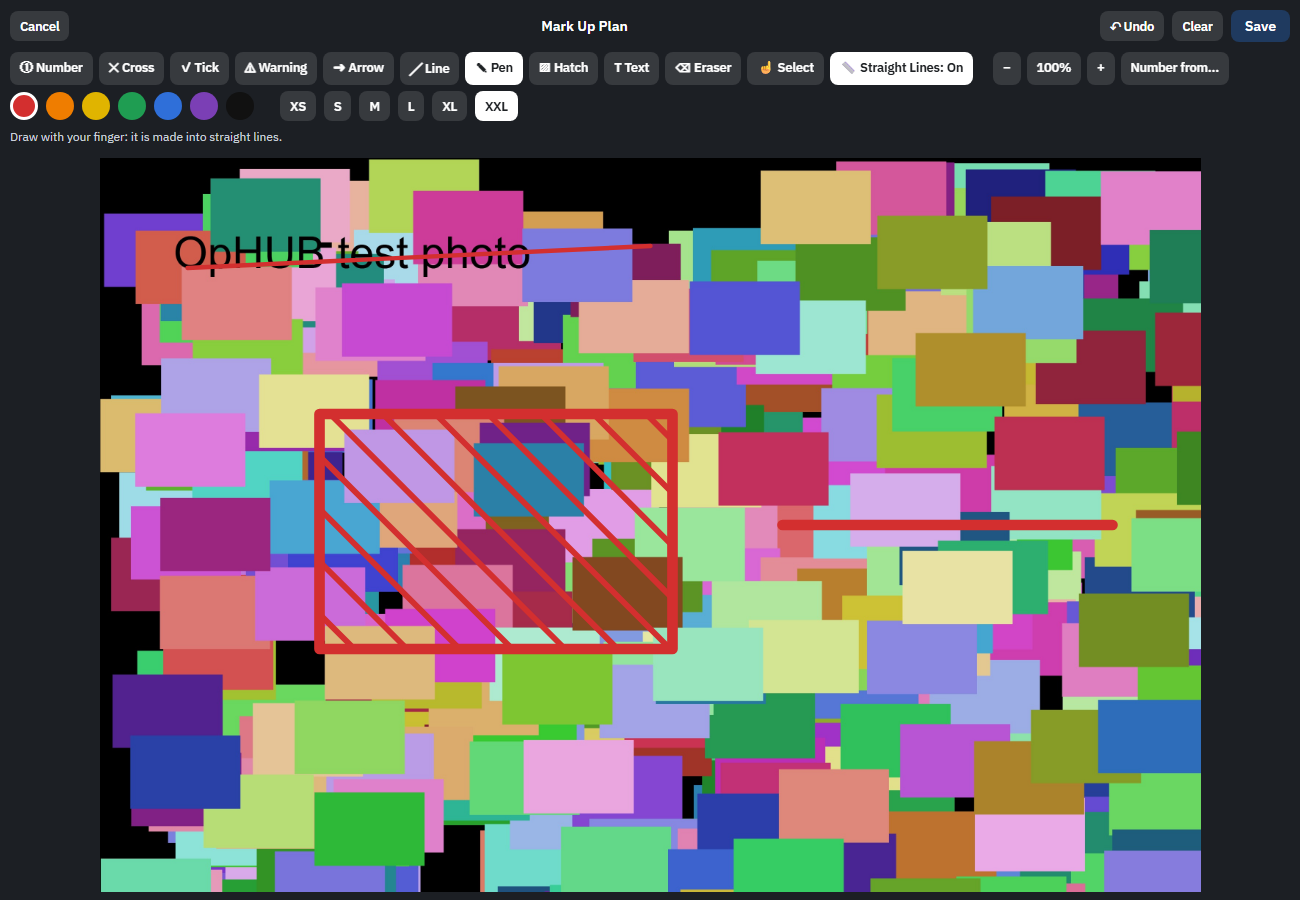 Cancel
Mark Up Plan
Undo
Clear
Save
Number
Cross
Tick
Warning
Arrow
Line
Pen
Hatch
T Text
Eraser
Select
Straight Lines: On
−
100%
+
Number from...
XS
S
M
L
XL
XXL
Draw with your finger: it is made into straight lines.
OpHUB test photo